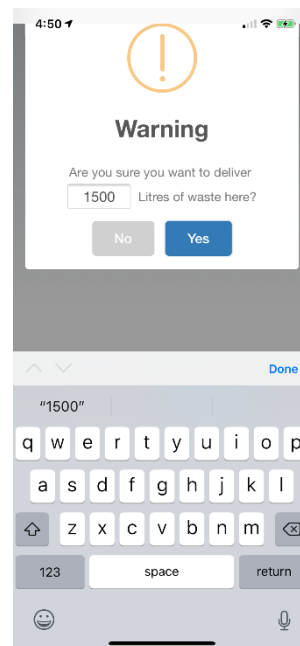 4:50
Warning
Are you sure you want to deliver
1500 Litres of waste here?
No Yes
Done
"1500"
q w e r t y u i o p
a s d f g h j k l
z x c v b n m
123 space return